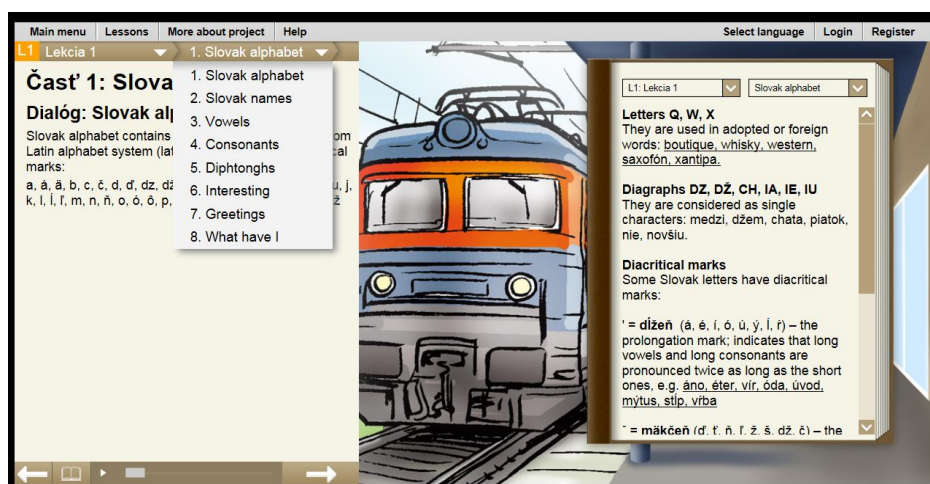 Main menu Lessons More about project Help Select language Login Register
L1 Lekcia 1 1. Slovak alphabet
Časť 1: Slova
Dialóg: Slovak al
Slovak alphabet contains
Latin alphabet system
marks:
a, á, ä, b, c, č, d, ď, dz, dž
k, l, ĺ, ľ, m, n, ň, o, ó, ô, p,
1. Slovak alphabet
2. Slovak names
3. Vowels
4. Consonants
5. Diphtonghs
6. Interesting
7. Greetings
8. What have I
L1: Lekcia 1 Slovak alphabet
Letters Q, W, X
They are used in adopted or foreign
words: boutique, whisky, western,
saxofón, xantipa.
Diagraphs DZ, DŽ, CH, IA, IE, IU
They are considered as single
characters: medzi, džem, chata, piatok,
nie, novšiu.
Diacritical marks
Some Slovak letters have diacritical
marks:
' = dĺžeň (á, é, í, ó, ú, ý, ĺ, ŕ) – the
prolongation mark; indicates that long
vowels and long consonants are
pronounced twice as long as the short
ones, e.g. áno, éter, vír, óda, úvod,
mýtus, stĺp, vŕba
ˇ = mäkčeň (ď, ť, ň, ľ, ž, š, dž, č) – the